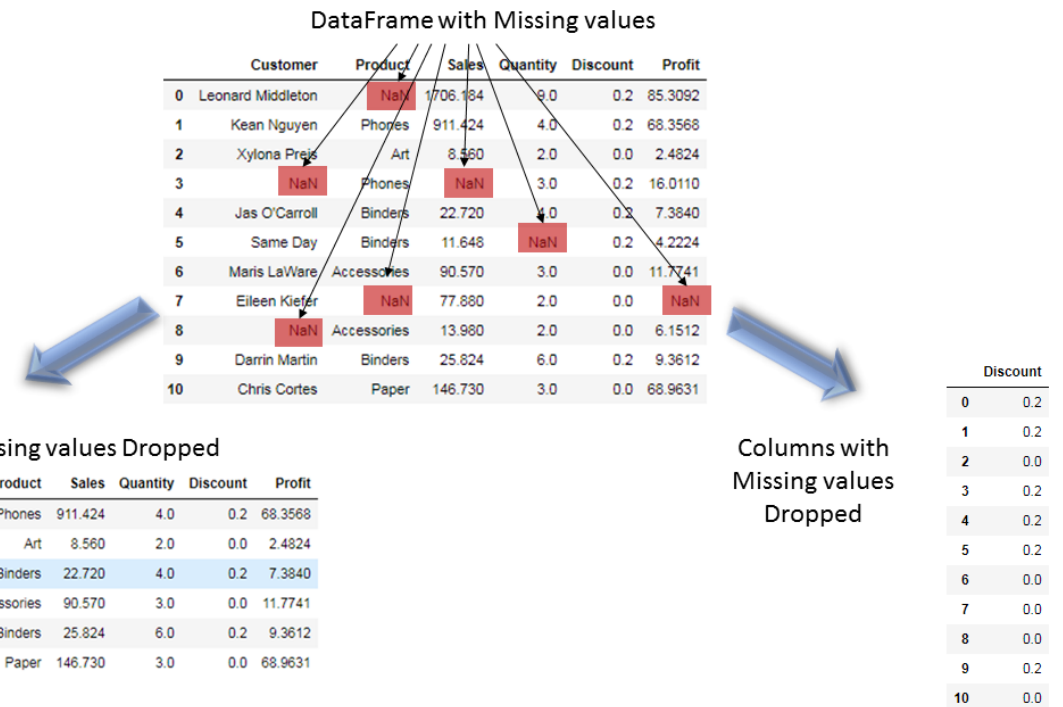 DataFrame with Missing values
Customer Product Sales Quantity Discount Profit
0 Leonard Middleton NaN 1706.184 9.0 0.2 85.3092
1 Kean Nguyen Phones 911.424 4.0 0.2 68.3568
2 Xylona Preis Art 8.560 2.0 0.0 2.4824
3 NaN Phones NaN 3.0 0.2 16.0110
4 Jas O'Carroll Binders 22.720 4.0 0.2 7.3840
5 Same Day Binders 11.648 NaN 0.2 4.2224
6 Maris LaWare Accessories 90.570 3.0 0.0 11.7741
7 Eileen Kiefer NaN 77.880 2.0 0.0 NaN
8 NaN Accessories 13.980 2.0 0.0 6.1512
9 Darrin Martin Binders 25.824 6.0 0.2 9.3612
10 Chris Cortes Paper 146.730 3.0 0.0 68.9631
sing values Dropped
roduct Sales Quantity Discount Profit
Phones 911.424 4.0 0.2 68.3568
Art 8.560 2.0 0.0 2.4824
Binders 22.720 4.0 0.2 7.3840
ssories 90.570 3.0 0.0 11.7741
Binders 25.824 6.0 0.2 9.3612
Paper 146.730 3.0 0.0 68.9631
Columns with
Missing values
Dropped
Discount
0 0.2
1 0.2
2 0.0
3 0.2
4 0.2
5 0.2
6 0.0
7 0.0
8 0.0
9 0.2
10 0.0